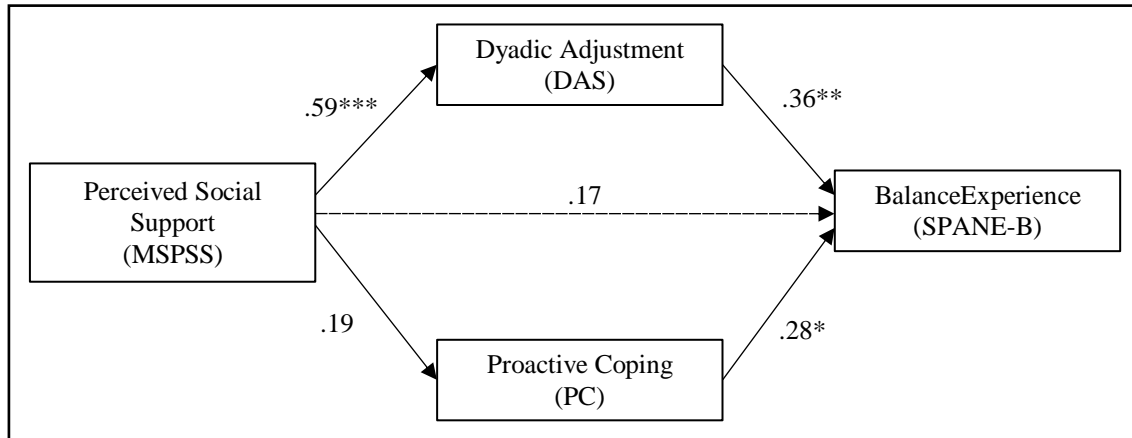 Dyadic Adjustment
(DAS)
.59***
.36**
Perceived Social
Support
(MSPSS)
.17
BalanceExperience
(SPANE-B)
.19
.28*
Proactive Coping
(PC)